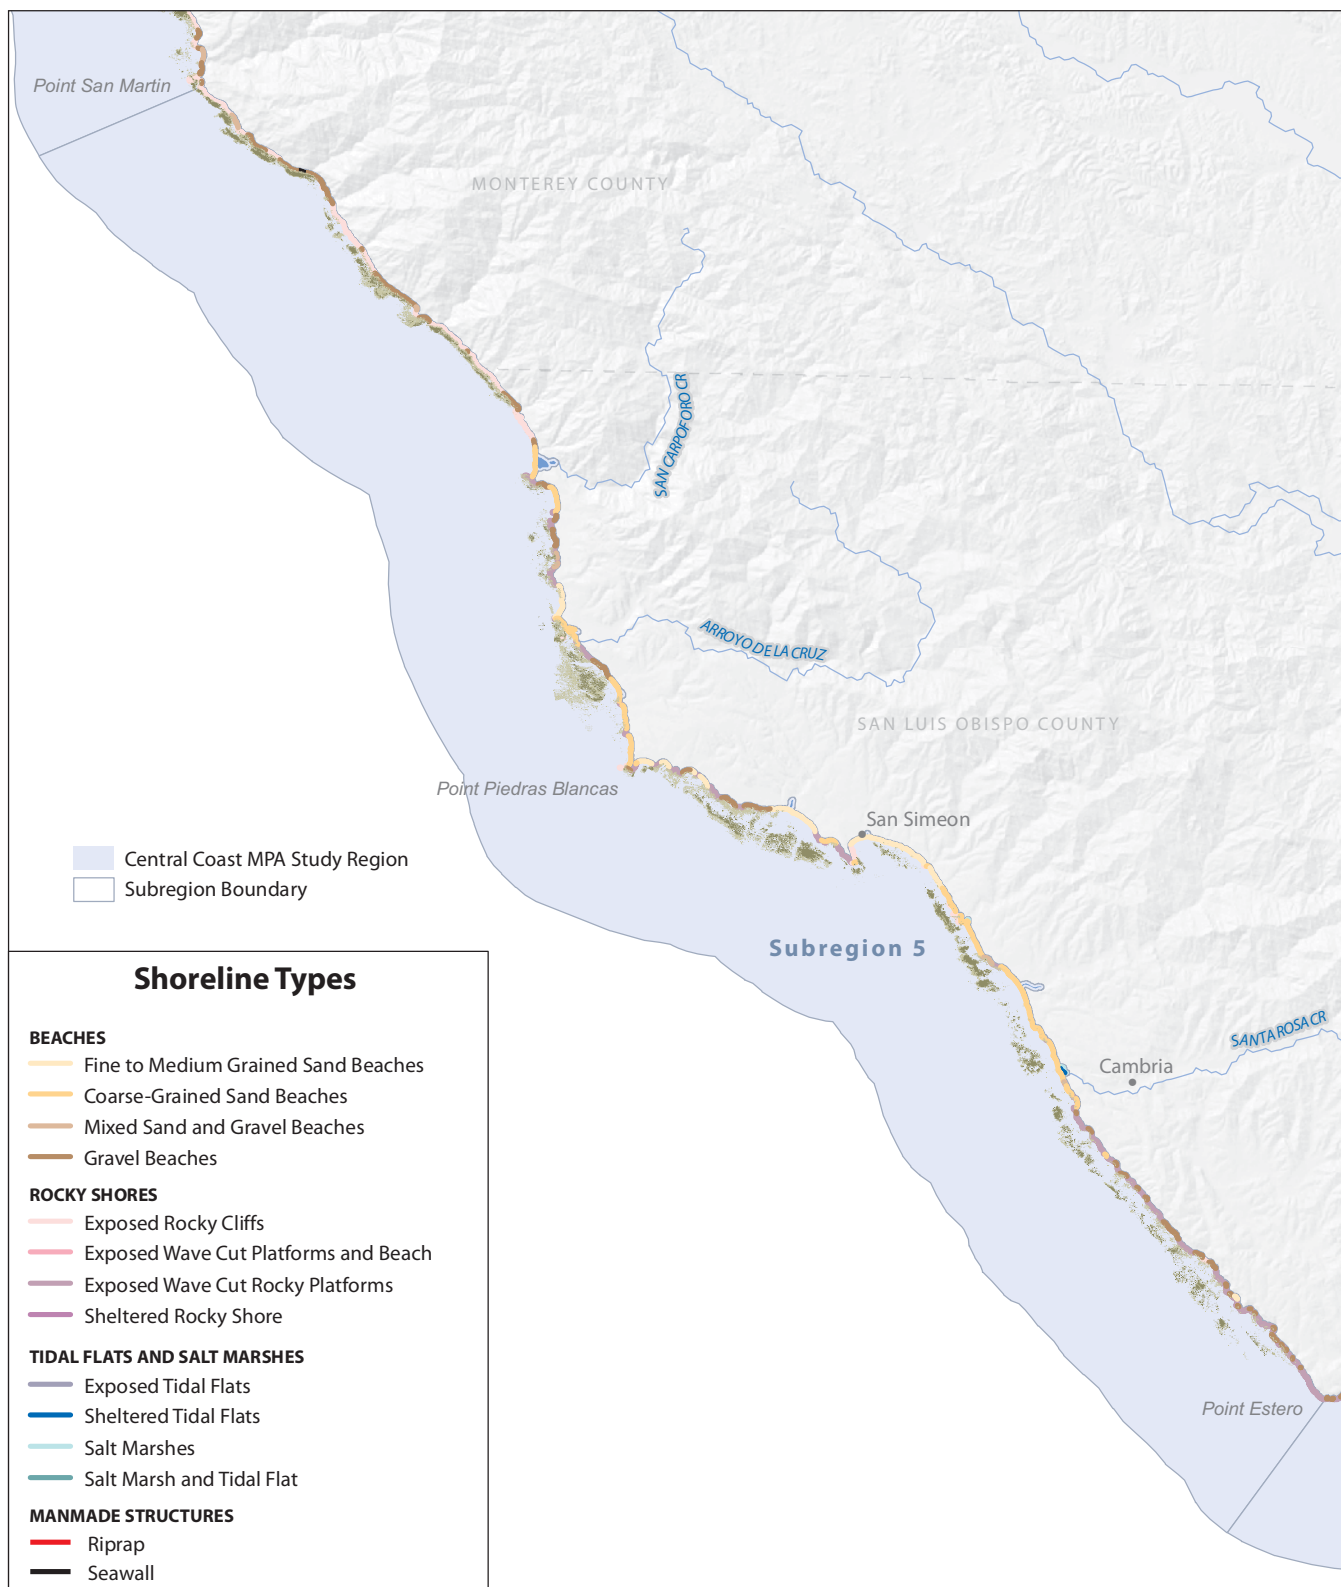 Point San Martin
MONTEREY COUNTY
SAN CARPOFORO CR
ARROYO DE LA CRUZ
SAN LUIS OBISPO COUNTY
Point Piedras Blancas
San Simeon
Central Coast MPA Study Region
Subregion Boundary
Subregion 5
SANTA ROSA CR
Cambria
Point Estero
Shoreline Types
BEACHES
Fine to Medium Grained Sand Beaches
Coarse-Grained Sand Beaches
Mixed Sand and Gravel Beaches
Gravel Beaches
ROCKY SHORES
Exposed Rocky Cliffs
Exposed Wave Cut Platforms and Beach
Exposed Wave Cut Rocky Platforms
Sheltered Rocky Shore
TIDAL FLATS AND SALT MARSHES
Exposed Tidal Flats
Sheltered Tidal Flats
Salt Marshes
Salt Marsh and Tidal Flat
MANMADE STRUCTURES
Riprap
Seawall